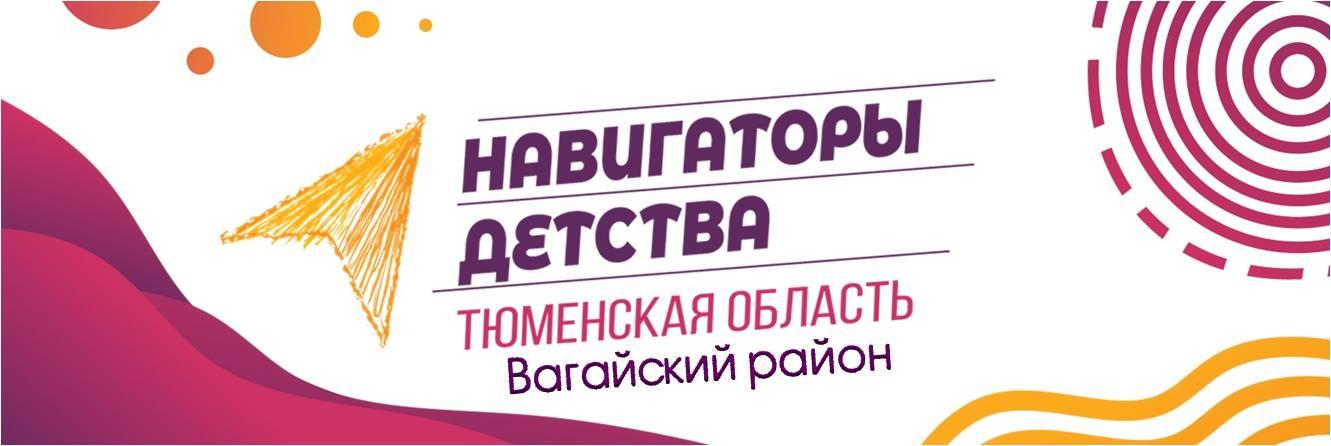 НАВИГАТОРЫ
ДЕТСТВА
ТЮМЕНСКАЯ ОБЛАСТЬ
Вагайский район